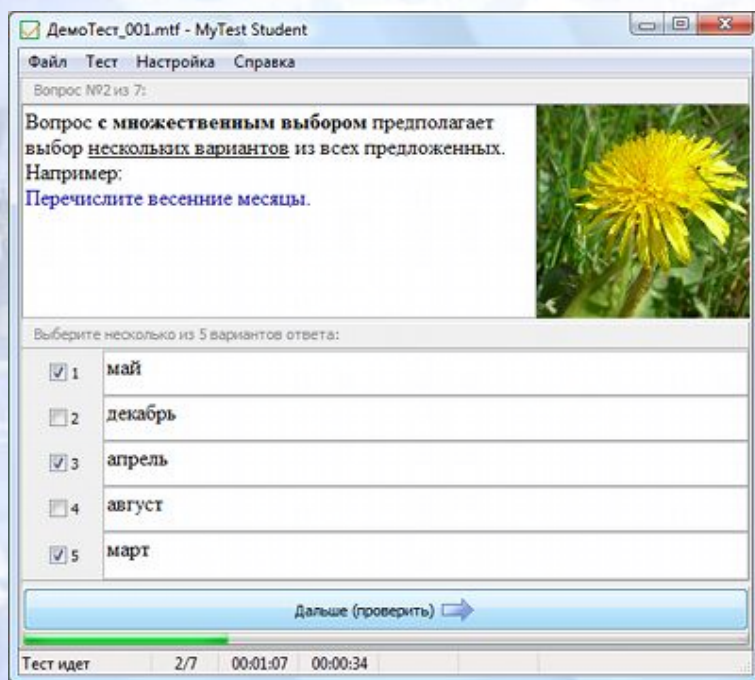 ДемоТест_001.mtf - MyTest Student
Файл Тест Настройка Справка
Вопрос №2 из 7:
Вопрос с множественным выбором предполагает
выбор нескольких вариантов из всех предложенных.
Например:
Перечислите весенние месяцы.
Выберите несколько из 5 вариантов ответа:
1 май
2 декабрь
3 апрель
4 август
5 март
Дальше (проверить)
Тест идет 2/7 00:01:07 00:00:34